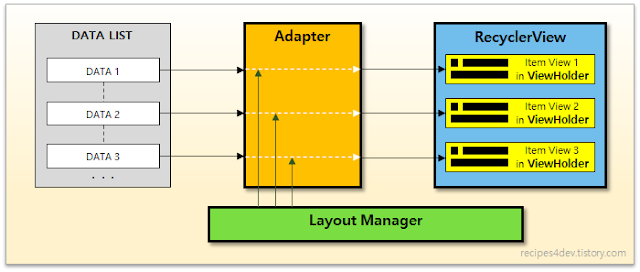 DATA LIST
DATA 1
DATA 2
DATA 3
. . .
Adapter
RecyclerView
Item View 1
in ViewHolder
Item View 2
in ViewHolder
Item View 3
in ViewHolder
Layout Manager
recipes4dev.tistory.com